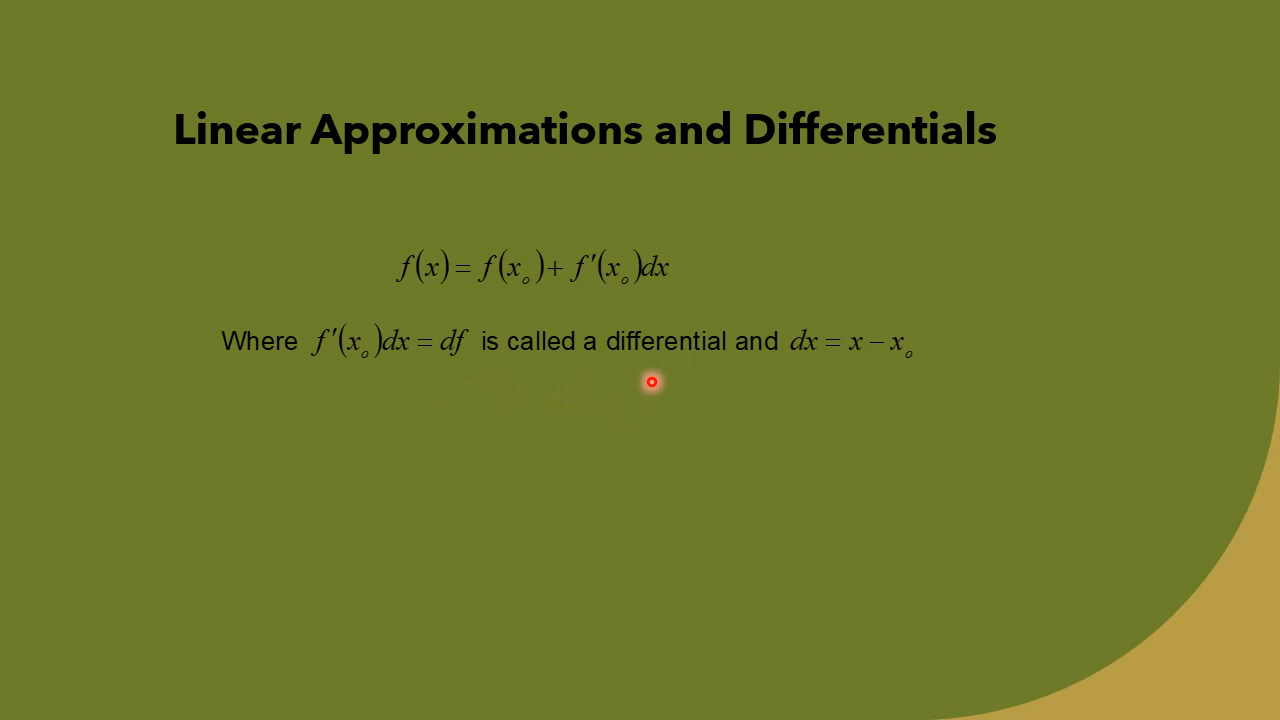 Linear Approximations and Differentials
f(x) = f(xₒ) + f′(xₒ)dx
Where f′(xₒ)dx = df is called a differential and dx = x − xₒ